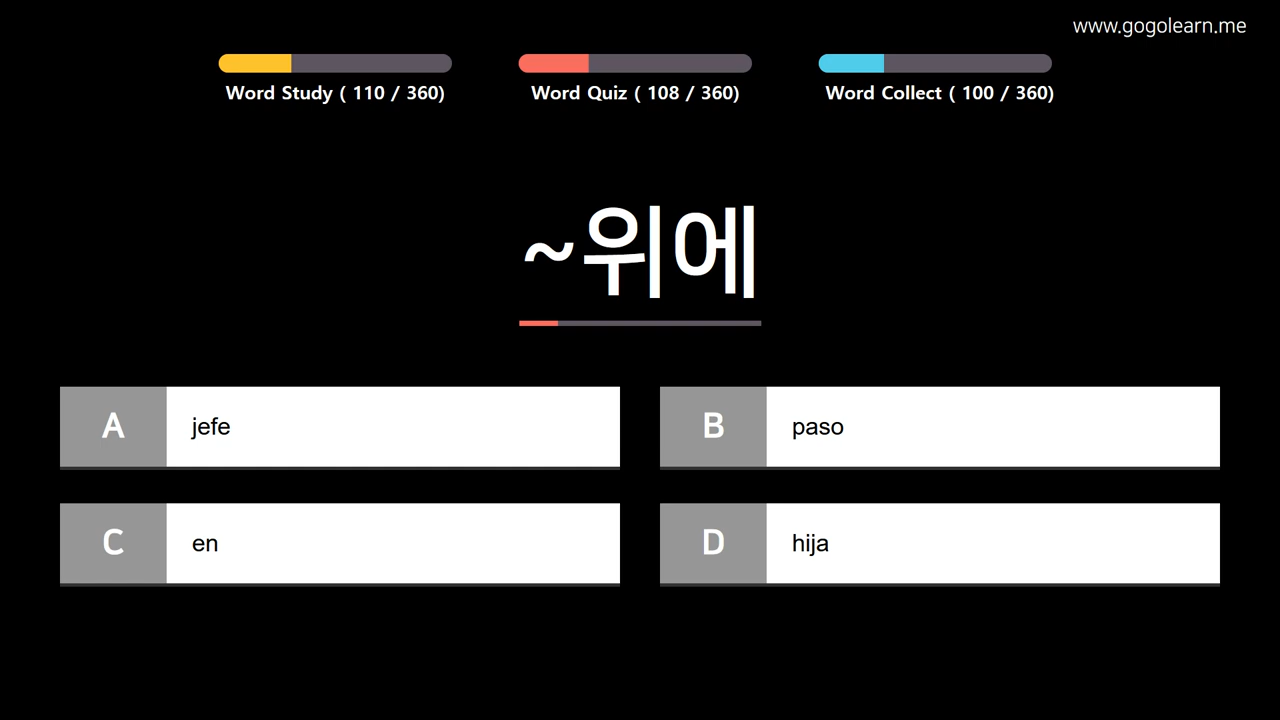 www.gogolearn.me
Word Study ( 110 / 360)
Word Quiz ( 108 / 360)
Word Collect ( 100 / 360)
~위에
A jefe
B paso
C en
D hija